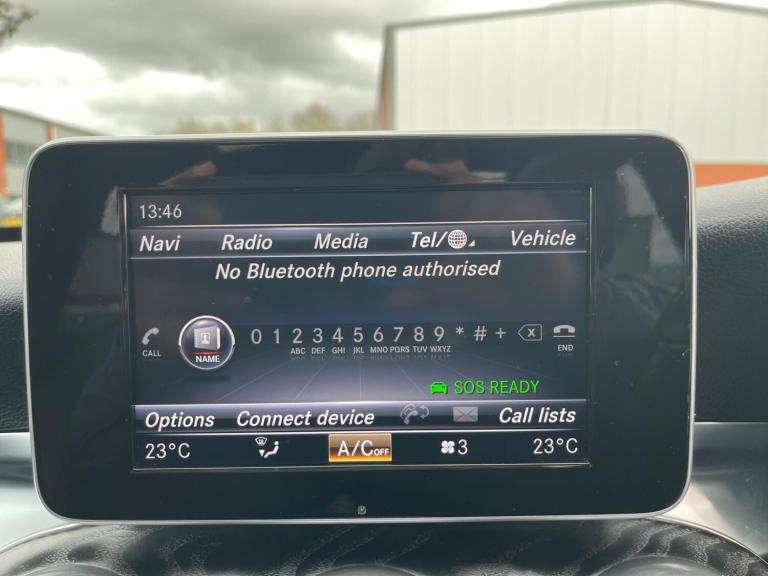 13:46
Navi Radio Media Tel/ Vehicle
No Bluetooth phone authorised
0 1 2 3 4 5 6 7 8 9 * # + X
CALL NAME ABC DEF GHI JKL MNO PQRS TUV WXYZ END
SOS READY
Options Connect device Call lists
23°C A/C OFF 3 23°C